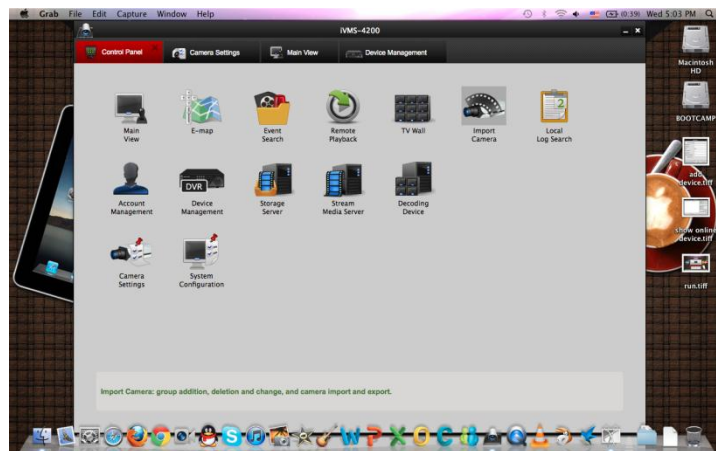 Grab File Edit Capture Window Help (0:39) Wed 5:03 PM
iVMS-4200
Control Panel Camera Settings Main View Device Management
Macintosh
HD
Main
View
E-map
Event
Search
Remote
Playback
TV Wall
Import
Camera
Local
Log Search
BOOTCAMP
DVR
Account
Management
Device
Management
Storage
Server
Stream
Media Server
Decoding
Device
add
device.tiff
show online
device.tiff
Camera
Settings
System
Configuration
run.tiff
Import Camera: group addition, deletion and change, and camera import and export.